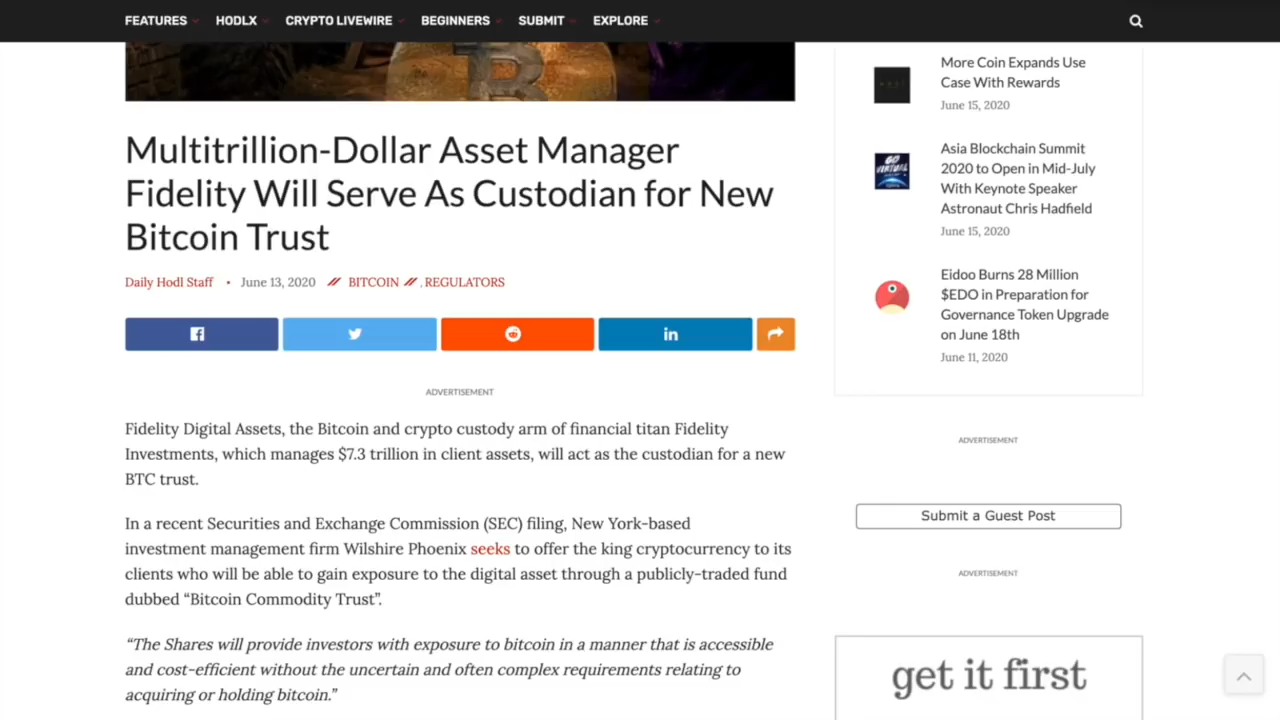 FEATURES HODLX CRYPTO LIVEWIRE BEGINNERS SUBMIT EXPLORE
Multitrillion-Dollar Asset Manager
Fidelity Will Serve As Custodian for New
Bitcoin Trust
Daily Hodl Staff • June 13, 2020 // BITCOIN // , REGULATORS
ADVERTISEMENT
Fidelity Digital Assets, the Bitcoin and crypto custody arm of financial titan Fidelity
Investments, which manages $7.3 trillion in client assets, will act as the custodian for a new
BTC trust.
In a recent Securities and Exchange Commission (SEC) filing, New York-based
investment management firm Wilshire Phoenix seeks to offer the king cryptocurrency to its
clients who will be able to gain exposure to the digital asset through a publicly-traded fund
dubbed “Bitcoin Commodity Trust”.
“The Shares will provide investors with exposure to bitcoin in a manner that is accessible
and cost-efficient without the uncertain and often complex requirements relating to
acquiring or holding bitcoin.”
More Coin Expands Use
Case With Rewards
June 15, 2020
GO
VIRTUAL
Asia Blockchain Summit
2020 to Open in Mid-July
With Keynote Speaker
Astronaut Chris Hadfield
June 15, 2020
Eidoo Burns 28 Million
$EDO in Preparation for
Governance Token Upgrade
on June 18th
June 11, 2020
ADVERTISEMENT
Submit a Guest Post
ADVERTISEMENT
get it first